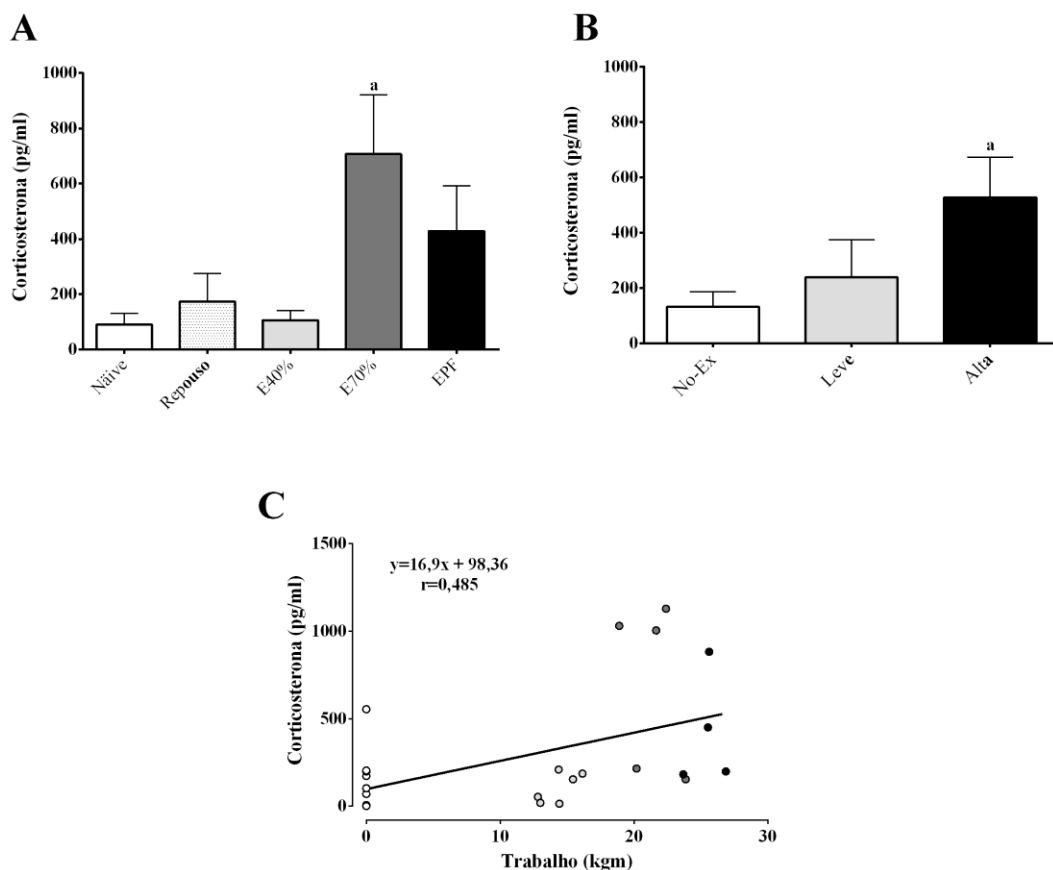 A
Corticosterona (pg/ml)
1000
800
600
400
200
0
a
Näive
Repouso
E40%
E70%
EPF
B
Corticosterona (pg/ml)
1000
800
600
400
200
0
a
No-Ex
Leve
Alta
C
Corticosterona (pg/ml)
1500
1000
500
0
y=16,9x + 98,36
r=0,485
0
10
20
30
Trabalho (kgm)